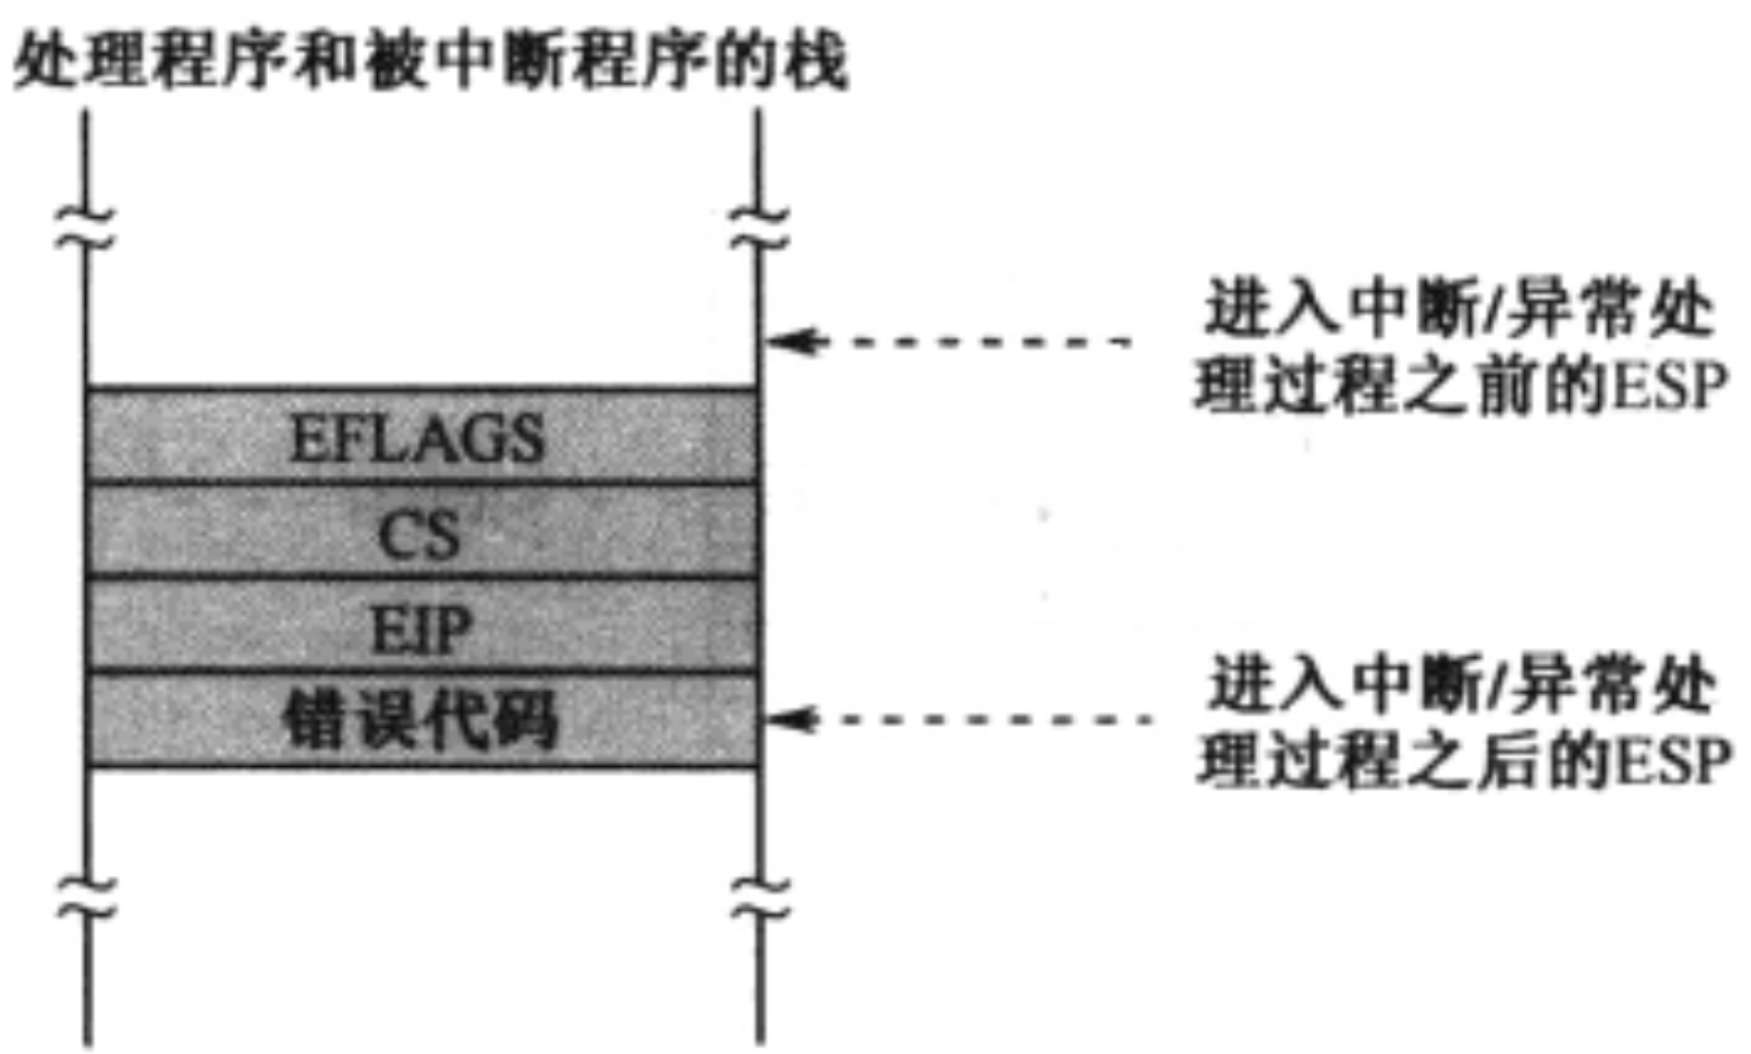 处理程序和被中断程序的栈
进入中断/异常处
理过程之前的ESP
EFLAGS
CS
EIP
错误代码
进入中断/异常处
理过程之后的ESP